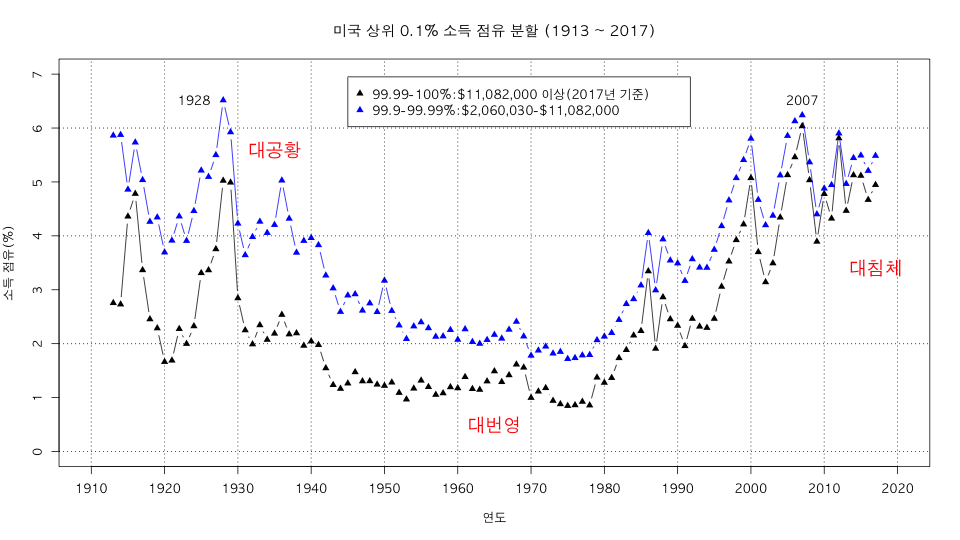 미국 상위 0.1% 소득 점유 분할 (1913 ~ 2017)
99.99-100%:$11,082,000 이상(2017년 기준)
99.9-99.99%:$2,060,030-$11,082,000
1928
2007
대공황
대침체
대번영
소득 점유(%)
7
6
5
4
3
2
1
0
1910 1920 1930 1940 1950 1960 1970 1980 1990 2000 2010 2020
연도